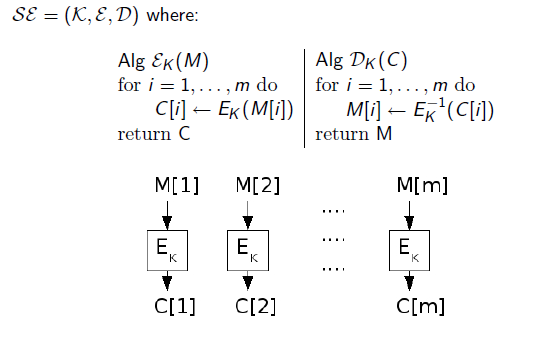 𝒮ℰ = (𝒦, ℰ, 𝒟) where:
Alg ℰ_K(M)
for i = 1, . . . , m do
C[i] ← E_K(M[i])
return C
Alg 𝒟_K(C)
for i = 1, . . . , m do
M[i] ← E_K^{-1}(C[i])
return M
M[1] M[2] .... M[m]
E_K E_K .... E_K
....
C[1] C[2] C[m]